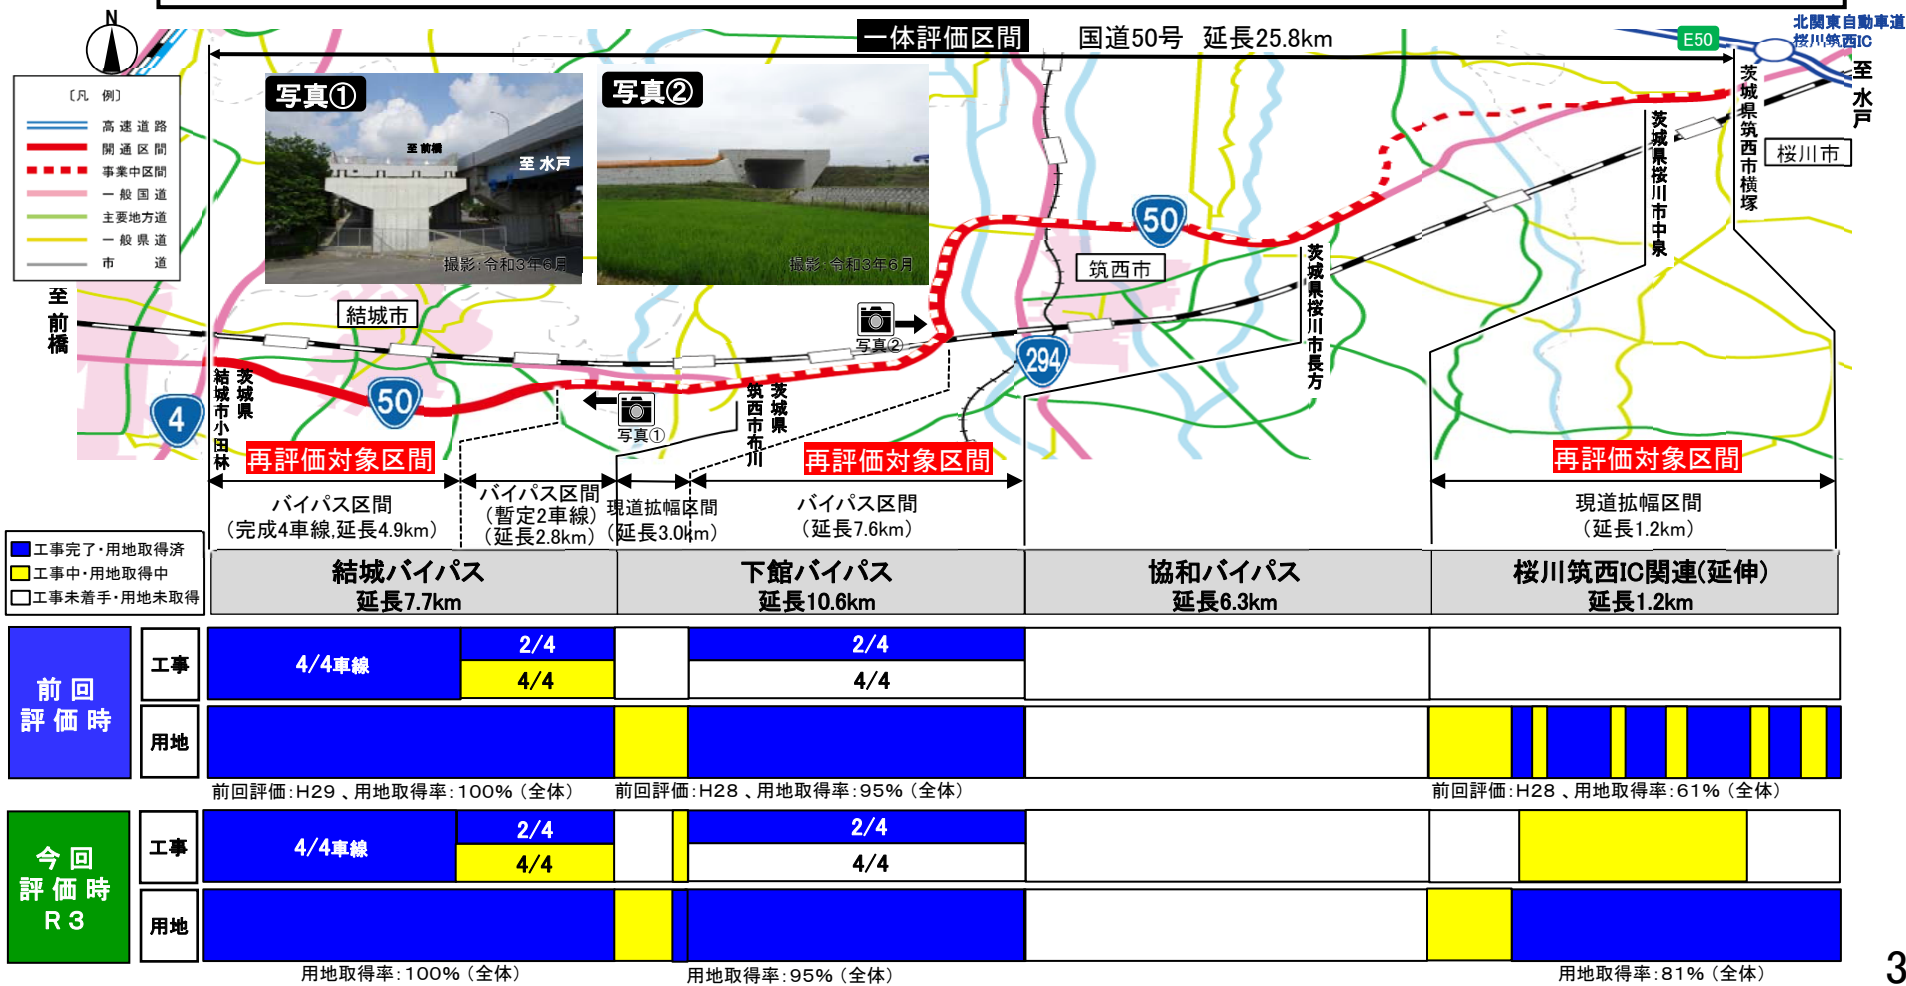 一体評価区間
国道50号 延長25.8km
E50
北関東自動車道
桜川筑西IC
N
〔凡 例〕
高速道路
開通区間
事業中区間
一般国道
主要地方道
一般県道
市 道
写真①
至 前橋
至 水戸
撮影:令和3年6月
写真②
撮影:令和3年6月
至 水戸
茨城県筑西市横塚
桜川市
茨城県桜川市中泉
茨城県桜川市長方
50
筑西市
結城市
至 前橋
写真②
294
4
50
写真①
茨城県
結城市小田林
茨城県
筑西市布川
再評価対象区間
再評価対象区間
再評価対象区間
バイパス区間
(完成4車線,延長4.9km)
バイパス区間
(暫定2車線)
(延長2.8km)
現道拡幅区間
(延長3.0km)
バイパス区間
(延長7.6km)
現道拡幅区間
(延長1.2km)
工事完了・用地取得済
工事中・用地取得中
工事未着手・用地未取得
結城バイパス
延長7.7km
下館バイパス
延長10.6km
協和バイパス
延長6.3km
桜川筑西IC関連(延伸)
延長1.2km
前回
評価時
工事
4/4車線
2/4
4/4
2/4
4/4
用地
前回評価:H29、用地取得率:100%(全体)
前回評価:H28、用地取得率:95%(全体)
前回評価:H28、用地取得率:61%(全体)
今回
評価時
R3
工事
4/4車線
2/4
4/4
2/4
4/4
用地
用地取得率:100%(全体)
用地取得率:95%(全体)
用地取得率:81%(全体)
3